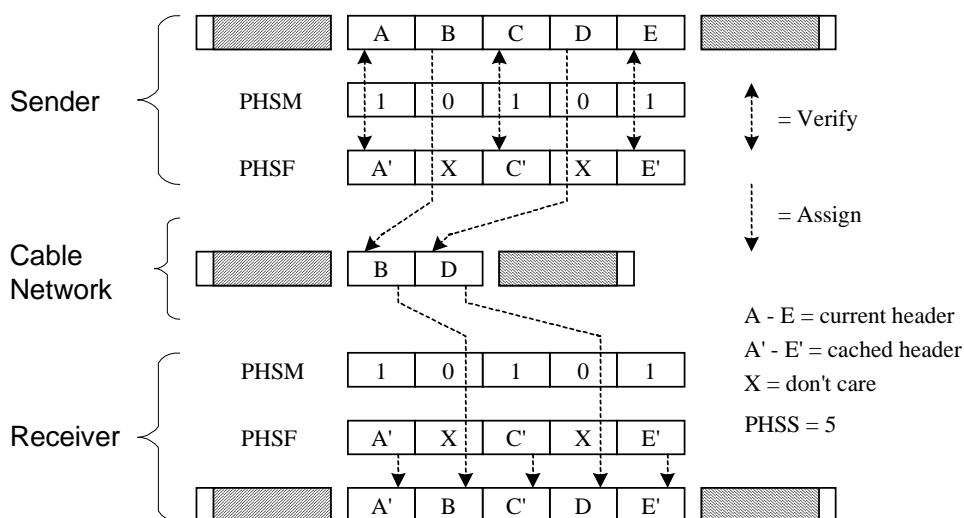 A B C D E
Sender
PHSM 1 0 1 0 1
= Verify
PHSF A' X C' X E'
= Assign
Cable
Network
B D
A - E = current header
A' - E' = cached header
X = don't care
PHSS = 5
PHSM 1 0 1 0 1
Receiver
PHSF A' X C' X E'
A' B C' D E'